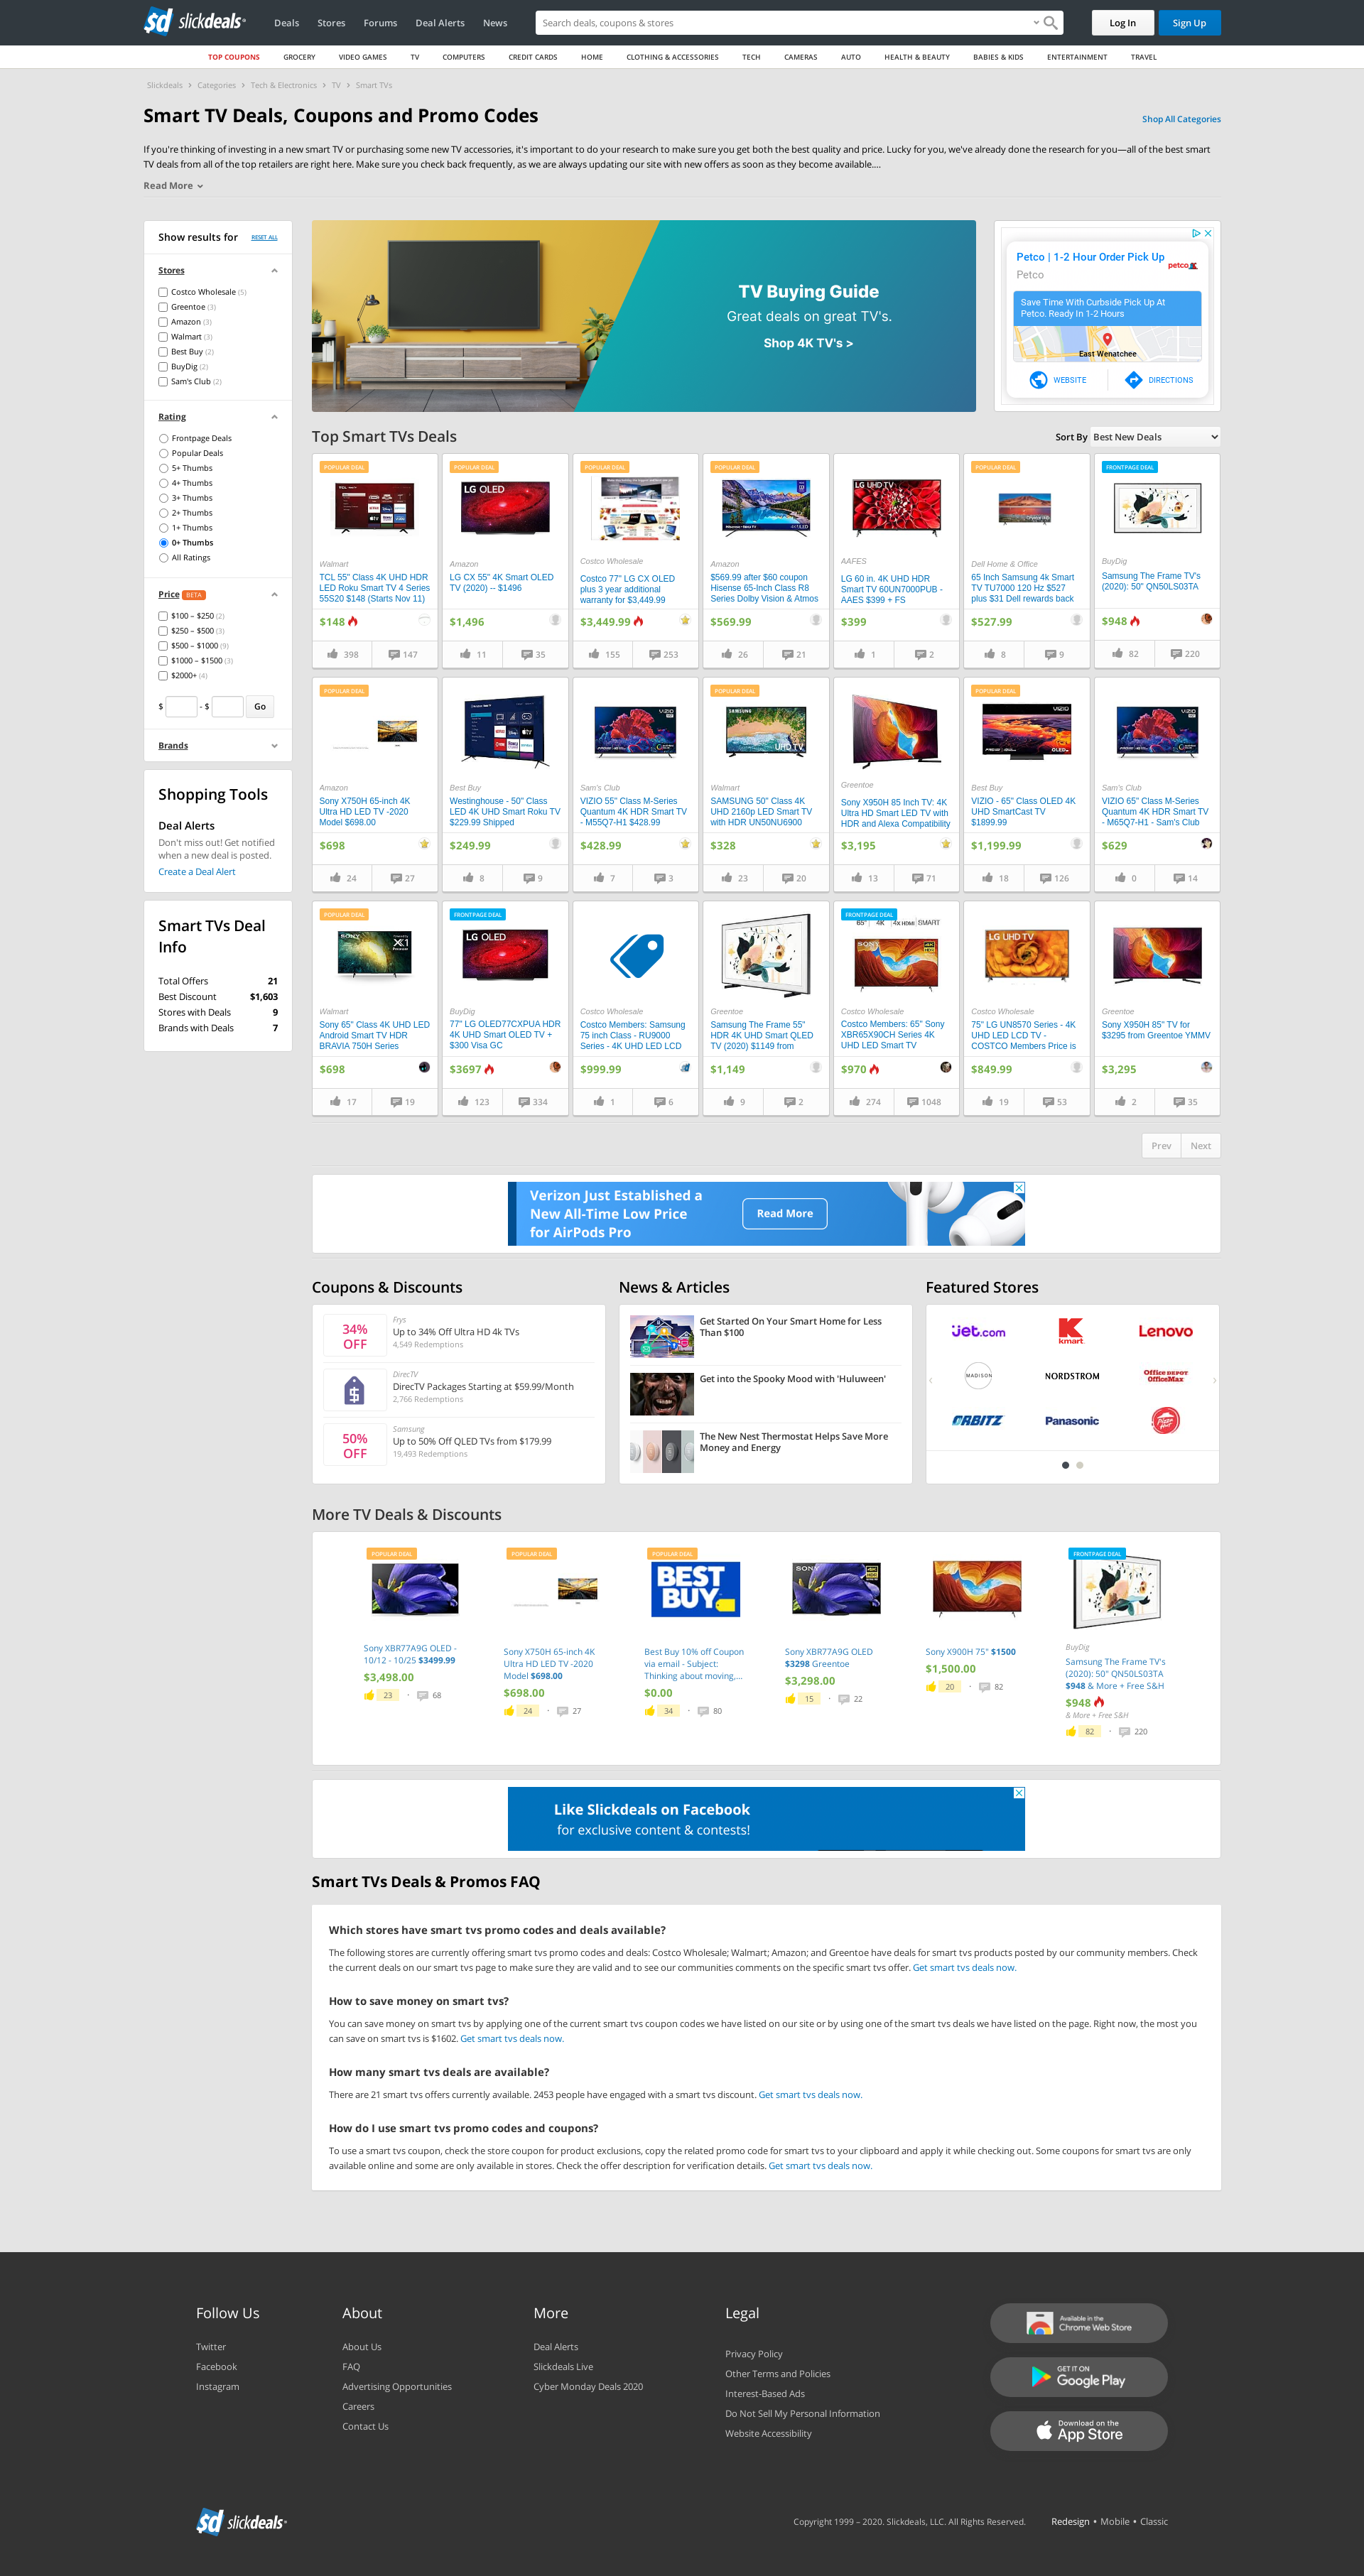 sd slickdeals
Deals
Stores
Forums
Deal Alerts
News
Search deals, coupons & stores
Log In
Sign Up
TOP COUPONS
GROCERY
VIDEO GAMES
TV
COMPUTERS
CREDIT CARDS
HOME
CLOTHING & ACCESSORIES
TECH
CAMERAS
AUTO
HEALTH & BEAUTY
BABIES & KIDS
ENTERTAINMENT
TRAVEL
Slickdeals > Categories > Tech & Electronics > TV > Smart TVs
Smart TV Deals, Coupons and Promo Codes
Shop All Categories
If you're thinking of investing in a new smart TV or purchasing some new TV accessories, it's important to do your research to make sure you get both the best quality and price. Lucky for you, we've already done the research for you—all of the best smart
TV deals from all of the top retailers are right here. Make sure you check back frequently, as we are always updating our site with new offers as soon as they become available....
Read More
Show results for
RESET ALL
Stores
Costco Wholesale (5)
Greentoe (3)
Amazon (3)
Walmart (3)
Best Buy (2)
BuyDig (2)
Sam's Club (2)
Rating
Frontpage Deals
Popular Deals
5+ Thumbs
4+ Thumbs
3+ Thumbs
2+ Thumbs
1+ Thumbs
0+ Thumbs
All Ratings
Price BETA
$100 – $250 (2)
$250 – $500 (3)
$500 – $1000 (9)
$1000 – $1500 (3)
$2000+ (4)
$ - $ Go
Brands
Shopping Tools
Deal Alerts
Don't miss out! Get notified
when a new deal is posted.
Create a Deal Alert
Smart TVs Deal
Info
Total Offers 21
Best Discount $1,603
Stores with Deals 9
Brands with Deals 7
TV Buying Guide
Great deals on great TV's.
Shop 4K TV's >
Petco | 1-2 Hour Order Pick Up
Petco
petco
Save Time With Curbside Pick Up At
Petco. Ready In 1-2 Hours
East Wenatchee
WEBSITE
DIRECTIONS
Top Smart TVs Deals
Sort By Best New Deals
POPULAR DEAL
TCL
Walmart
TCL 55" Class 4K UHD HDR
LED Roku Smart TV 4 Series
55S20 $148 (Starts Nov 11)
$148
398
147
POPULAR DEAL
LG OLED
Amazon
LG CX 55" 4K Smart OLED
TV (2020) -- $1496
$1,496
11
35
POPULAR DEAL
Costco Wholesale
Costco 77" LG CX OLED
plus 3 year additional
warranty for $3,449.99
$3,449.99
155
253
POPULAR DEAL
Amazon
$569.99 after $60 coupon
Hisense 65-Inch Class R8
Series Dolby Vision & Atmos
$569.99
26
21
LG UHD TV
AAFES
LG 60 in. 4K UHD HDR
Smart TV 60UN7000PUB -
AAES $399 + FS
$399
1
2
POPULAR DEAL
Dell Home & Office
65 Inch Samsung 4k Smart
TV TU7000 120 Hz $527
plus $31 Dell rewards back
$527.99
8
9
FRONTPAGE DEAL
BuyDig
Samsung The Frame TV's
(2020): 50" QN50LS03TA
$948
82
220
POPULAR DEAL
Amazon
Sony X750H 65-inch 4K
Ultra HD LED TV -2020
Model $698.00
$698
24
27
Best Buy
Westinghouse - 50" Class
LED 4K UHD Smart Roku TV
$229.99 Shipped
$249.99
8
9
VIZIO
Sam's Club
VIZIO 55" Class M-Series
Quantum 4K HDR Smart TV
- M55Q7-H1 $428.99
$428.99
7
3
POPULAR DEAL
SAMSUNG
UHD TV
Walmart
SAMSUNG 50" Class 4K
UHD 2160p LED Smart TV
with HDR UN50NU6900
$328
23
20
Greentoe
Sony X950H 85 Inch TV: 4K
Ultra HD Smart LED TV with
HDR and Alexa Compatibility
$3,195
13
71
POPULAR DEAL
VIZIO
OLED
Best Buy
VIZIO - 65" Class OLED 4K
UHD SmartCast TV
$1899.99
$1,199.99
18
126
VIZIO
Sam's Club
VIZIO 65" Class M-Series
Quantum 4K HDR Smart TV
- M65Q7-H1 - Sam's Club
$629
0
14
POPULAR DEAL
SONY
X1
Walmart
Sony 65" Class 4K UHD LED
Android Smart TV HDR
BRAVIA 750H Series
$698
17
19
FRONTPAGE DEAL
LG OLED
BuyDig
77" LG OLED77CXPUA HDR
4K UHD Smart OLED TV +
$300 Visa GC
$3697
123
334
Costco Wholesale
Costco Members: Samsung
75 inch Class - RU9000
Series - 4K UHD LED LCD
$999.99
1
6
Greentoe
Samsung The Frame 55"
HDR 4K UHD Smart QLED
TV (2020) $1149 from
$1,149
9
2
FRONTPAGE DEAL
65" 4K 4x HDMI SMART
SONY
4K HDR
Costco Wholesale
Costco Members: 65" Sony
XBR65X90CH Series 4K
UHD LED Smart TV
$970
274
1048
LG UHD TV
Costco Wholesale
75" LG UN8570 Series - 4K
UHD LED LCD TV -
COSTCO Members Price is
$849.99
19
53
Greentoe
Sony X950H 85" TV for
$3295 from Greentoe YMMV
$3,295
2
35
Prev
Next
Verizon Just Established a
New All-Time Low Price
for AirPods Pro
Read More
Coupons & Discounts
34%
OFF
Frys
Up to 34% Off Ultra HD 4k TVs
4,549 Redemptions
DirecTV
DirecTV Packages Starting at $59.99/Month
2,766 Redemptions
50%
OFF
Samsung
Up to 50% Off QLED TVs from $179.99
19,493 Redemptions
News & Articles
Get Started On Your Smart Home for Less
Than $100
Get into the Spooky Mood with 'Huluween'
The New Nest Thermostat Helps Save More
Money and Energy
Featured Stores
jet.com
kmart
Lenovo
MADISON
NORDSTROM
Office DEPOT
OfficeMax
ORBITZ
Panasonic
Pizza Hut
More TV Deals & Discounts
POPULAR DEAL
Sony XBR77A9G OLED -
10/12 - 10/25 $3499.99
$3,498.00
23
68
POPULAR DEAL
Sony X750H 65-inch 4K
Ultra HD LED TV -2020
Model $698.00
$698.00
24
27
POPULAR DEAL
BEST
BUY
Best Buy 10% off Coupon
via email - Subject:
Thinking about moving,...
$0.00
34
80
SONY
4K HDR
Sony XBR77A9G OLED
$3298 Greentoe
$3,298.00
15
22
Sony X900H 75" $1500
$1,500.00
20
82
FRONTPAGE DEAL
BuyDig
Samsung The Frame TV's
(2020): 50" QN50LS03TA
$948 & More + Free S&H
$948
& More + Free S&H
82
220
Like Slickdeals on Facebook
for exclusive content & contests!
Smart TVs Deals & Promos FAQ
Which stores have smart tvs promo codes and deals available?
The following stores are currently offering smart tvs promo codes and deals: Costco Wholesale; Walmart; Amazon; and Greentoe have deals for smart tvs products posted by our community members. Check
the current deals on our smart tvs page to make sure they are valid and to see our communities comments on the specific smart tvs offer. Get smart tvs deals now.
How to save money on smart tvs?
You can save money on smart tvs by applying one of the current smart tvs coupon codes we have listed on our site or by using one of the smart tvs deals we have listed on the page. Right now, the most you
can save on smart tvs is $1602. Get smart tvs deals now.
How many smart tvs deals are available?
There are 21 smart tvs offers currently available. 2453 people have engaged with a smart tvs discount. Get smart tvs deals now.
How do I use smart tvs promo codes and coupons?
To use a smart tvs coupon, check the store coupon for product exclusions, copy the related promo code for smart tvs to your clipboard and apply it while checking out. Some coupons for smart tvs are only
available online and some are only available in stores. Check the offer description for verification details. Get smart tvs deals now.
Follow Us
Twitter
Facebook
Instagram
About
About Us
FAQ
Advertising Opportunities
Careers
Contact Us
More
Deal Alerts
Slickdeals Live
Cyber Monday Deals 2020
Legal
Privacy Policy
Other Terms and Policies
Interest-Based Ads
Do Not Sell My Personal Information
Website Accessibility
Available in the
Chrome Web Store
GET IT ON
Google Play
Download on the
App Store
sd slickdeals
Copyright 1999 – 2020. Slickdeals, LLC. All Rights Reserved.
Redesign • Mobile • Classic